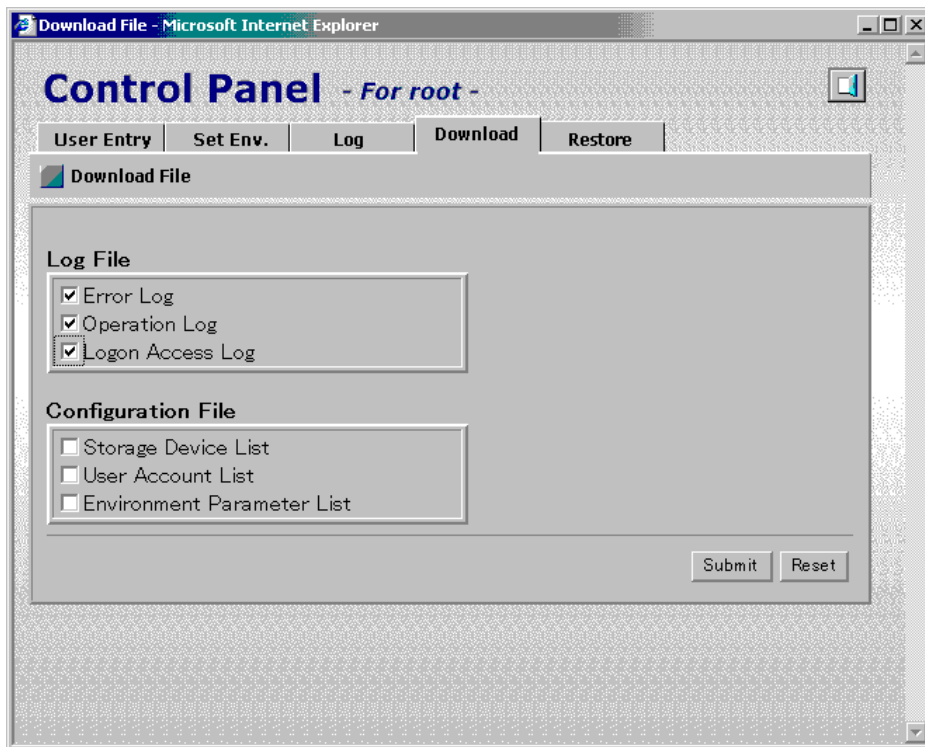 Download File - Microsoft Internet Explorer
Control Panel - For root -
User Entry Set Env. Log Download Restore
Download File
Log File
Error Log
Operation Log
Logon Access Log
Configuration File
Storage Device List
User Account List
Environment Parameter List
Submit Reset